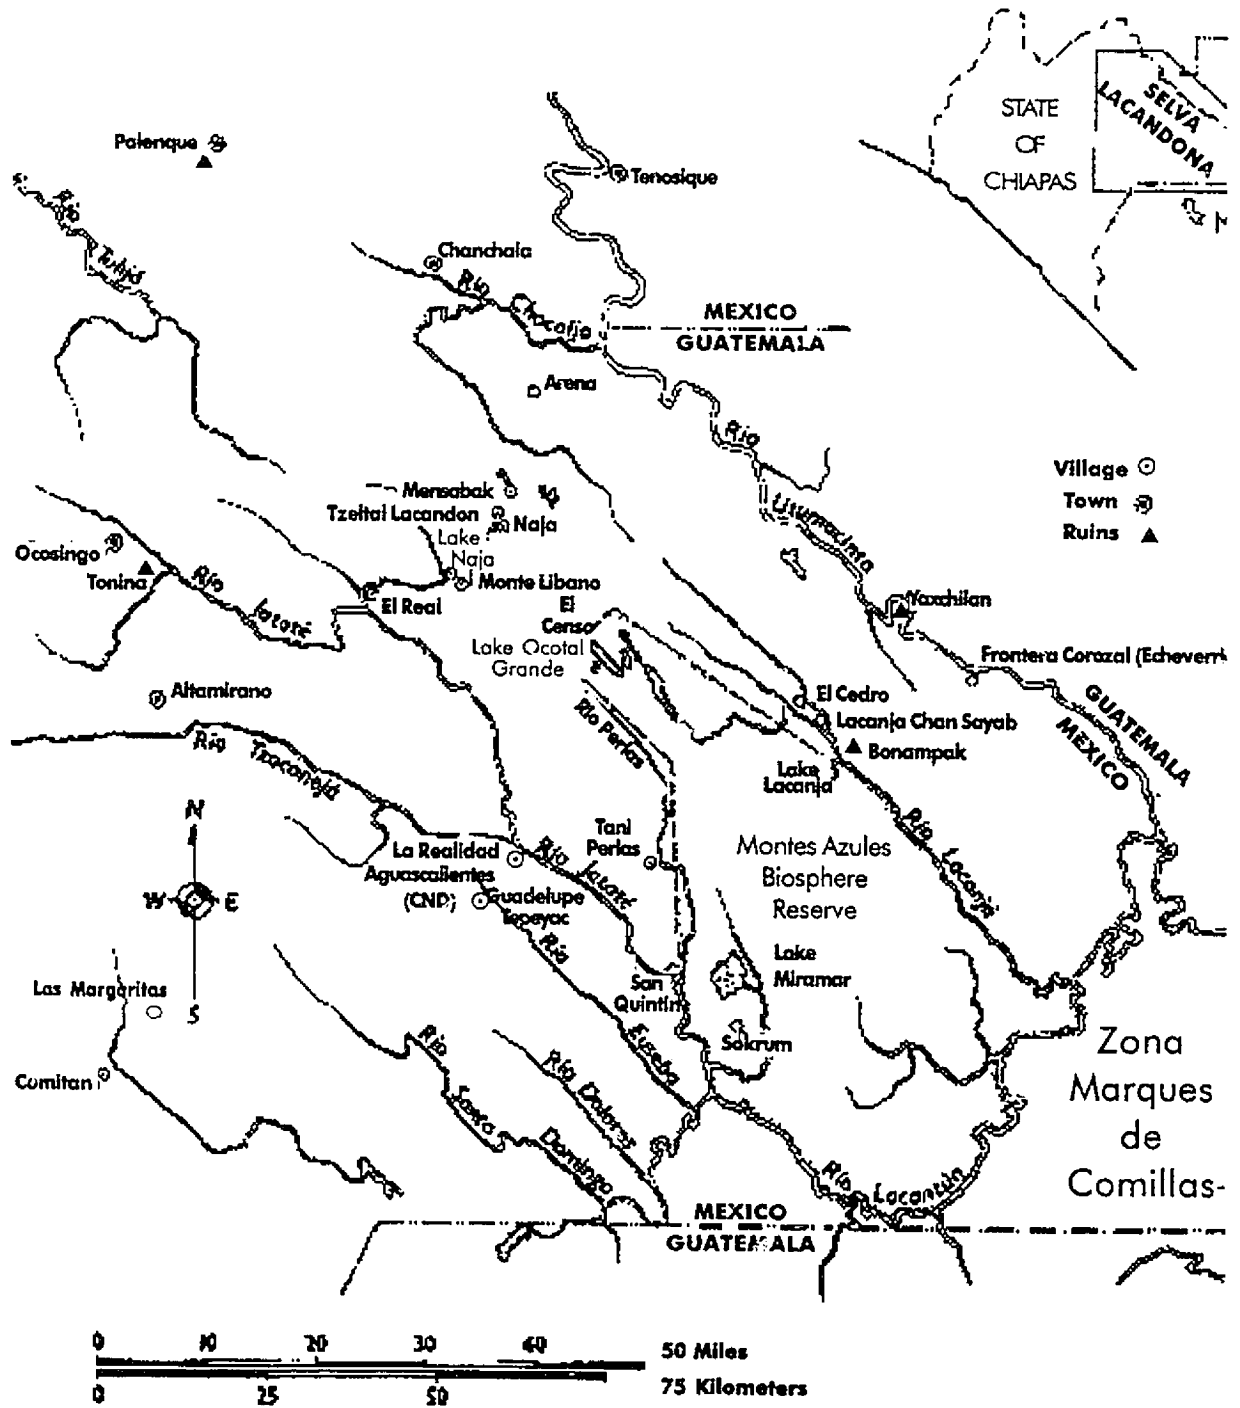 STATE
OF
CHIAPAS
SELVA
LACANDONA
Palenque
Tenosique
Río
Tulijá
Chanchala
Río
Chocolja
MEXICO
GUATEMALA
Arena
Río
Usumacinta
Village
Town
Ruins
Mensabak
Tzeltal Lacandon
Naja
Lake
Naja
Ocosingo
Tonina
Río
Jataté
El Real
Monte Libano
El
Censo
Lake Ocotal
Grande
Yaxchilan
Frontera Corozal (Echeverri
Altamirano
Río
Tzaconejá
Río Perlas
El Cedro
Lacanja Chan Sayab
Bonampak
Lake
Lacanja
GUATEMALA
MEXICO
N
W
E
S
La Realidad
Aguascalientes
(CND)
Guadelupe
Tepeyac
Río
Jataté
Tani
Perlas
Montes Azules
Biosphere
Reserve
Río
Lacanjá
Las Margaritas
Comitan
Río
Euseba
San
Quintín
Lake
Miramar
Sokrum
Río
Santo
Domingo
Río Dolores
Zona
Marques
de
Comillas-
Río
Lacantún
MEXICO
GUATEMALA
0 10 20 30 40 50 Miles
0 25 50 75 Kilometers